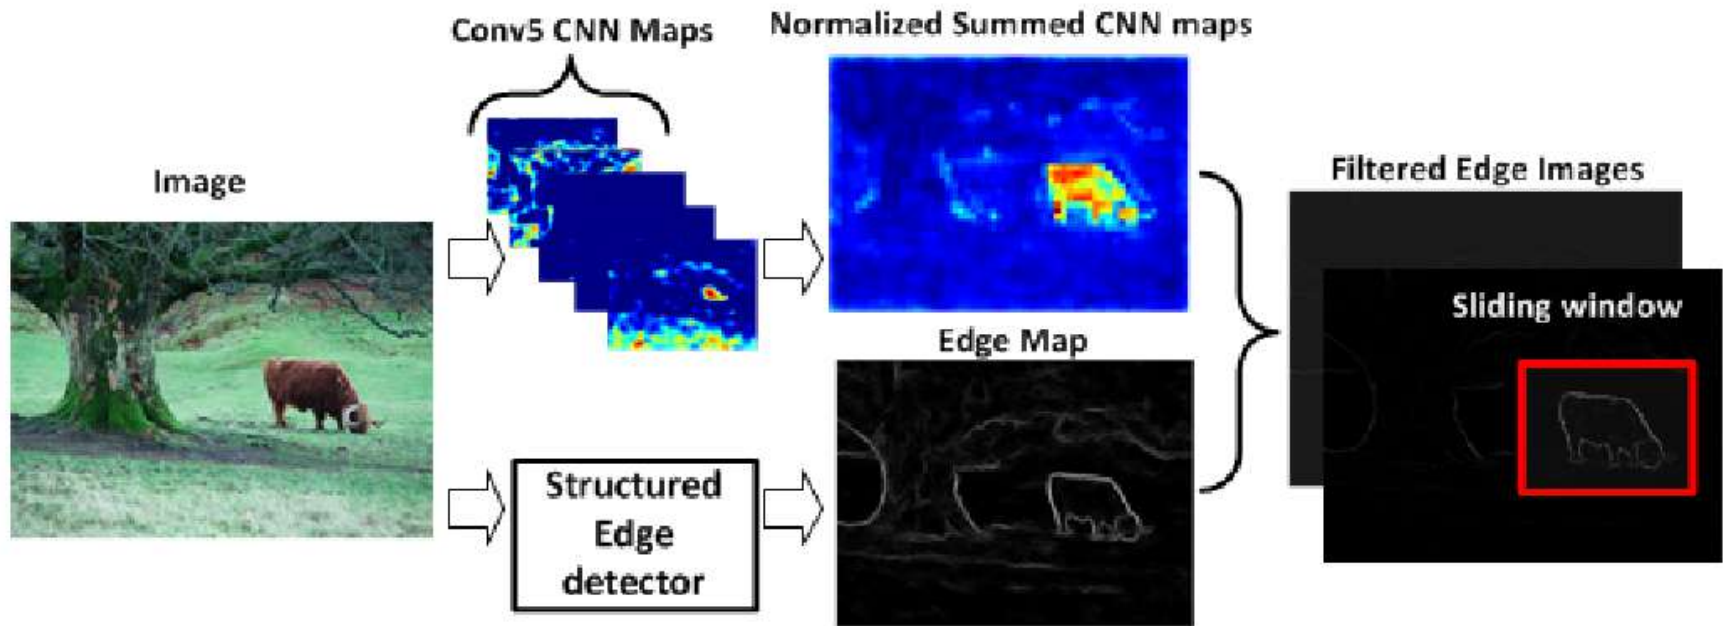 Conv5 CNN Maps
Normalized Summed CNN maps
Image
Filtered Edge Images
Sliding window
Edge Map
Structured
Edge
detector